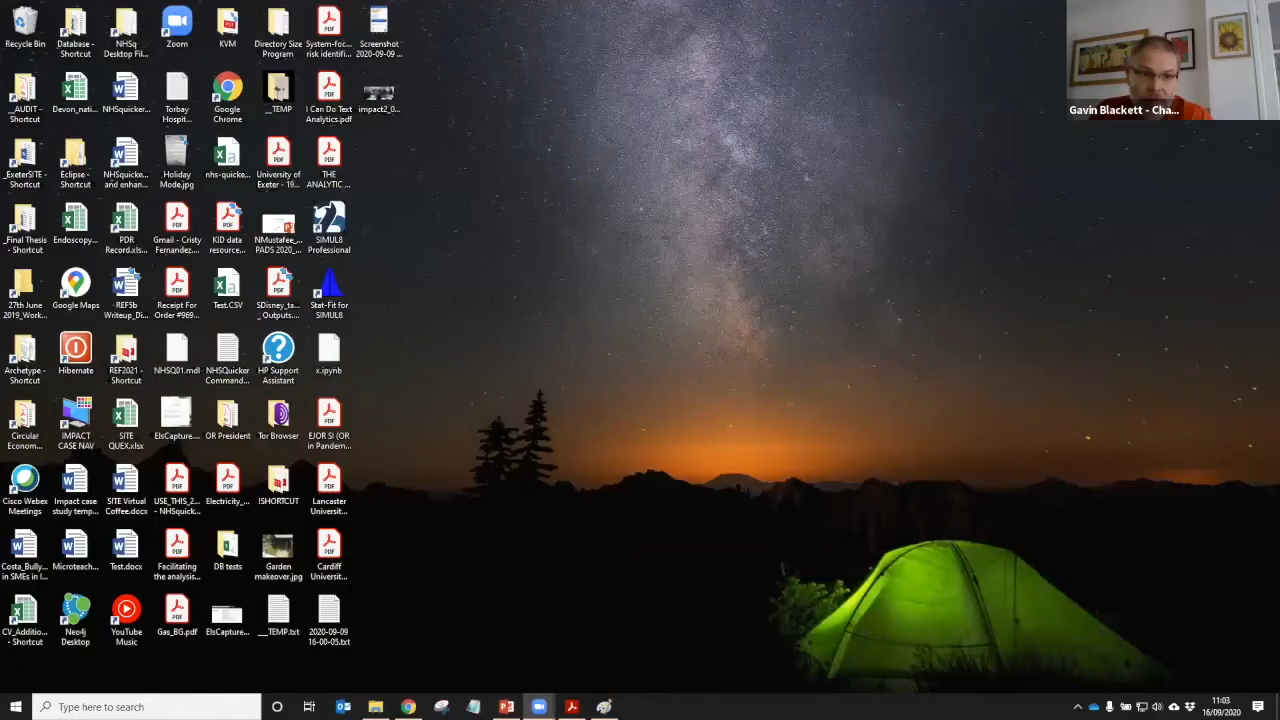 Recycle Bin
Database -
Shortcut
NHSq
Desktop Fil...
Zoom
KVM
Directory Size
Program
System-foc...
risk identifi...
Screenshot
2020-09-09 ...
_AUDIT -
Shortcut
Devon_nati...
NHSquicker...
Torbay
Hospit...
Google
Chrome
__TEMP
I Can Do Text
Analytics.pdf
impact2_0...
_ExeterSITE -
Shortcut
Eclipse -
Shortcut
NHSquicke...
and enhan...
Holiday
Mode.jpg
nhs-quicke...
University of
Exeter - 19...
THE
ANALYTIC ...
_Final Thesis
- Shortcut
Endoscopy...
PDR
Record.xls...
Gmail - Cristy
Fernandez...
KID data
resource...
NMustafee_...
PADS 2020_...
SIMUL8
Professional
27th June
2019_Work...
Google Maps
-REF5b
Writeup_Di...
Receipt For
Order #969...
Test.CSV
SDisney_ta...
_Outputs...
Stat-Fit for
SIMUL8
Archetype -
Shortcut
Hibernate
REF2021 -
Shortcut
NHSQ01.mdl
NHSQuicker
Command...
HP Support
Assistant
x.ipynb
Circular
Econom...
IMPACT
CASE NAV
SITE
QUEX.xlsx
ElsCapture...
OR President
Tor Browser
EJOR SI (OR
in Pandem...
Cisco Webex
Meetings
Impact case
study temp...
SITE Virtual
Coffee.docx
USE_THIS_2...
- NHSquick...
Electricity_...
!SHORTCUT
Lancaster
Universit...
Costa_Bully...
in SMEs in I...
Microteach...
Test.docx
Facilitating
the analysis...
DB tests
Garden
makeover.jpg
Cardiff
Universit...
CV_Additio...
- Shortcut
Neo4j
Desktop
YouTube
Music
Gas_BG.pdf
ElsCapture...
__TEMP.txt
2020-09-09
16-00-05.txt
Gavin Blackett - Cha...
Type here to search
11:03
16/09/2020